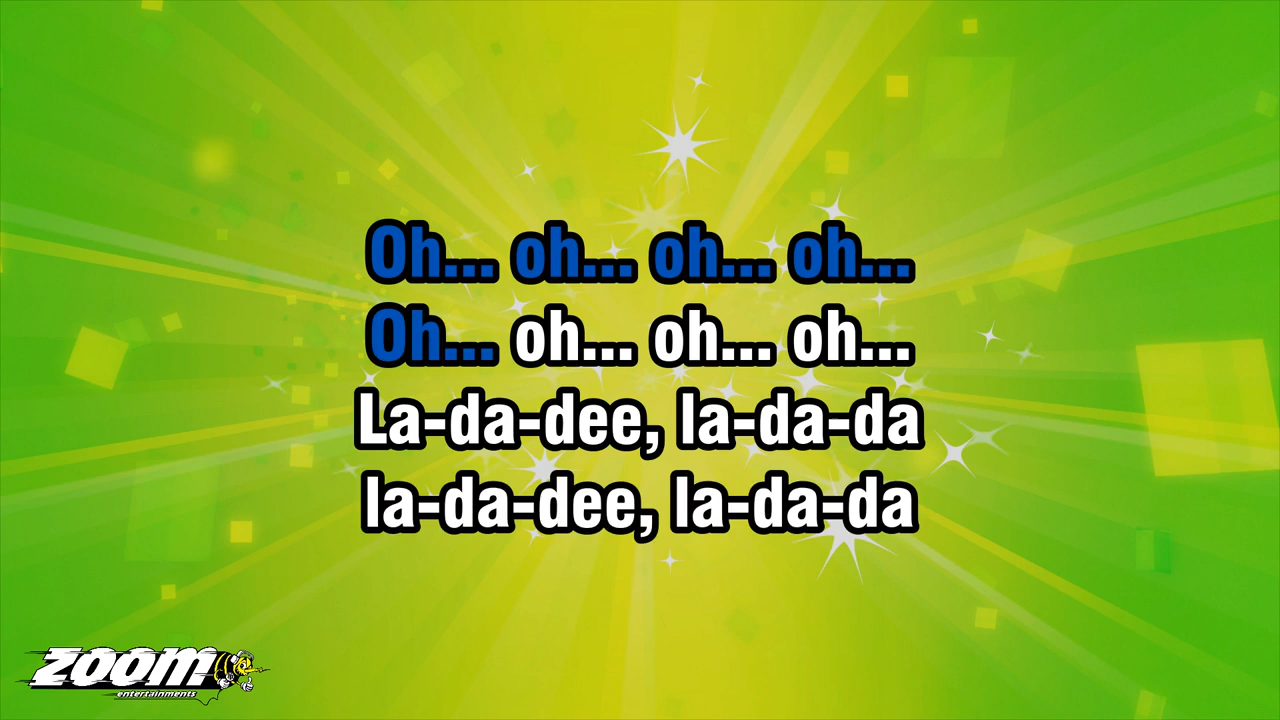 Oh... oh... oh... oh...
Oh... oh... oh... oh...
La-da-dee, la-da-da
la-da-dee, la-da-da
zoom
entertainments